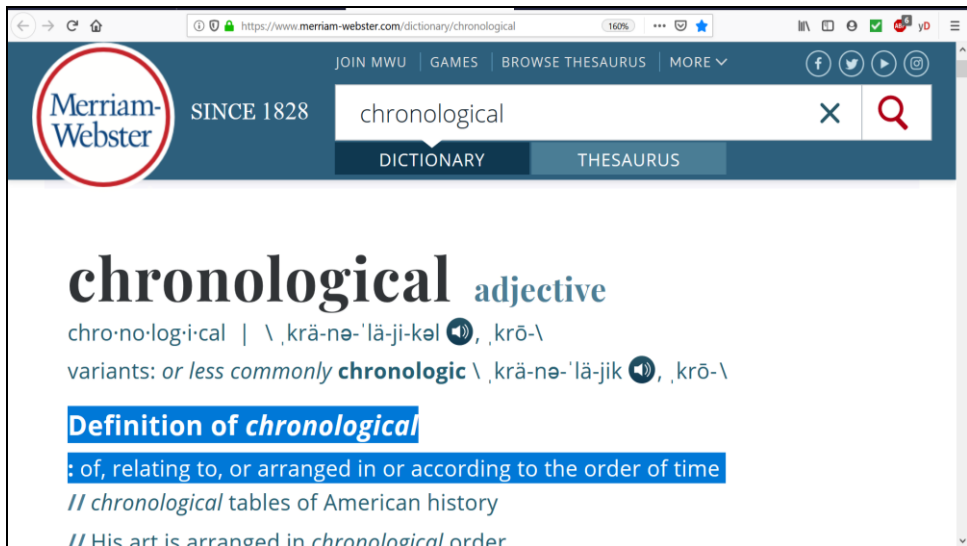 https://www.merriam-webster.com/dictionary/chronological 160%
JOIN MWU GAMES BROWSE THESAURUS MORE
Merriam-
Webster
SINCE 1828
chronological
DICTIONARY THESAURUS
chronological adjective
chro·no·log·i·cal | \ ˌkrä-nə-ˈlä-ji-kəl , ˌkrō-\
variants: or less commonly chronologic \ ˌkrä-nə-ˈlä-jik , ˌkrō-\
Definition of chronological
: of, relating to, or arranged in or according to the order of time
// chronological tables of American history
// His art is arranged in chronological order